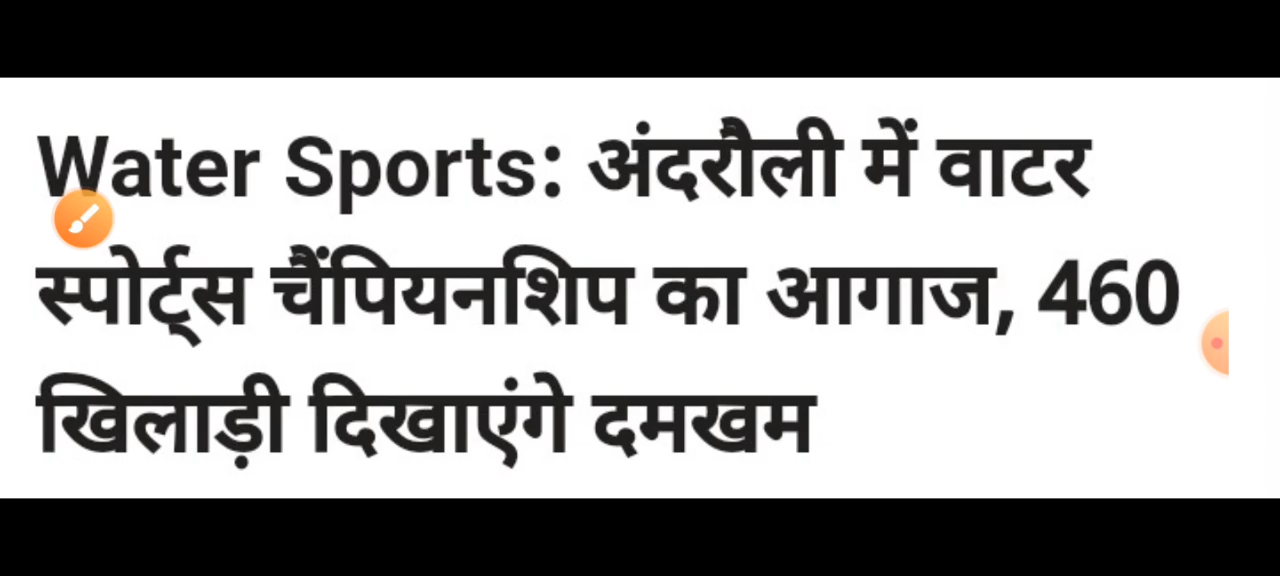 Water Sports: अंदरौली में वाटर
स्पोर्ट्स चैंपियनशिप का आगाज, 460
खिलाड़ी दिखाएंगे दमखम